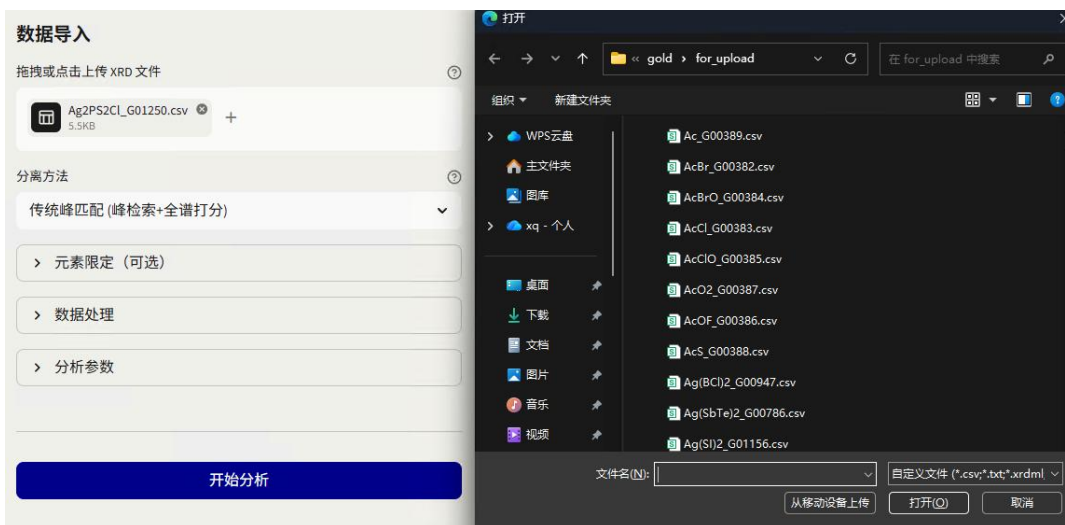 数据导入
拖拽或点击上传 XRD 文件
Ag2PS2Cl_G01250.csv
5.5KB
分离方法
传统峰匹配 (峰检索+全谱打分)
元素限定（可选）
数据处理
分析参数
开始分析
打开
« gold › for_upload
在 for_upload 中搜索
组织
新建文件夹
WPS云盘
主文件夹
图库
xq - 个人
桌面
下载
文档
图片
音乐
视频
Ac_G00389.csv
AcBr_G00382.csv
AcBrO_G00384.csv
AcCl_G00383.csv
AcClO_G00385.csv
AcO2_G00387.csv
AcOF_G00386.csv
AcS_G00388.csv
Ag(BCl)2_G00947.csv
Ag(SbTe)2_G00786.csv
Ag(SI)2_G01156.csv
文件名(N):
自定义文件 (*.csv;*.txt;*.xrdml
从移动设备上传
打开(O)
取消